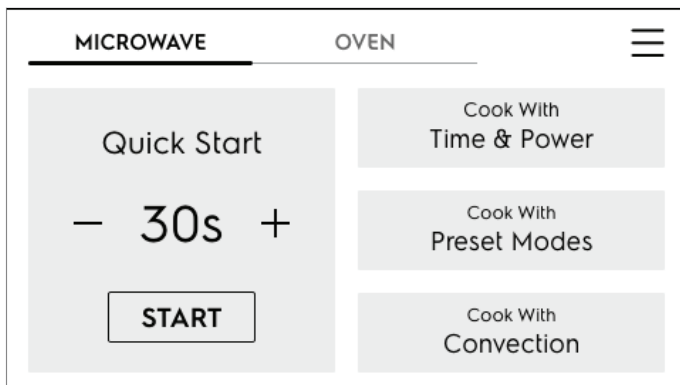 MICROWAVE
OVEN
Quick Start
− 30s +
START
Cook With
Time & Power
Cook With
Preset Modes
Cook With
Convection